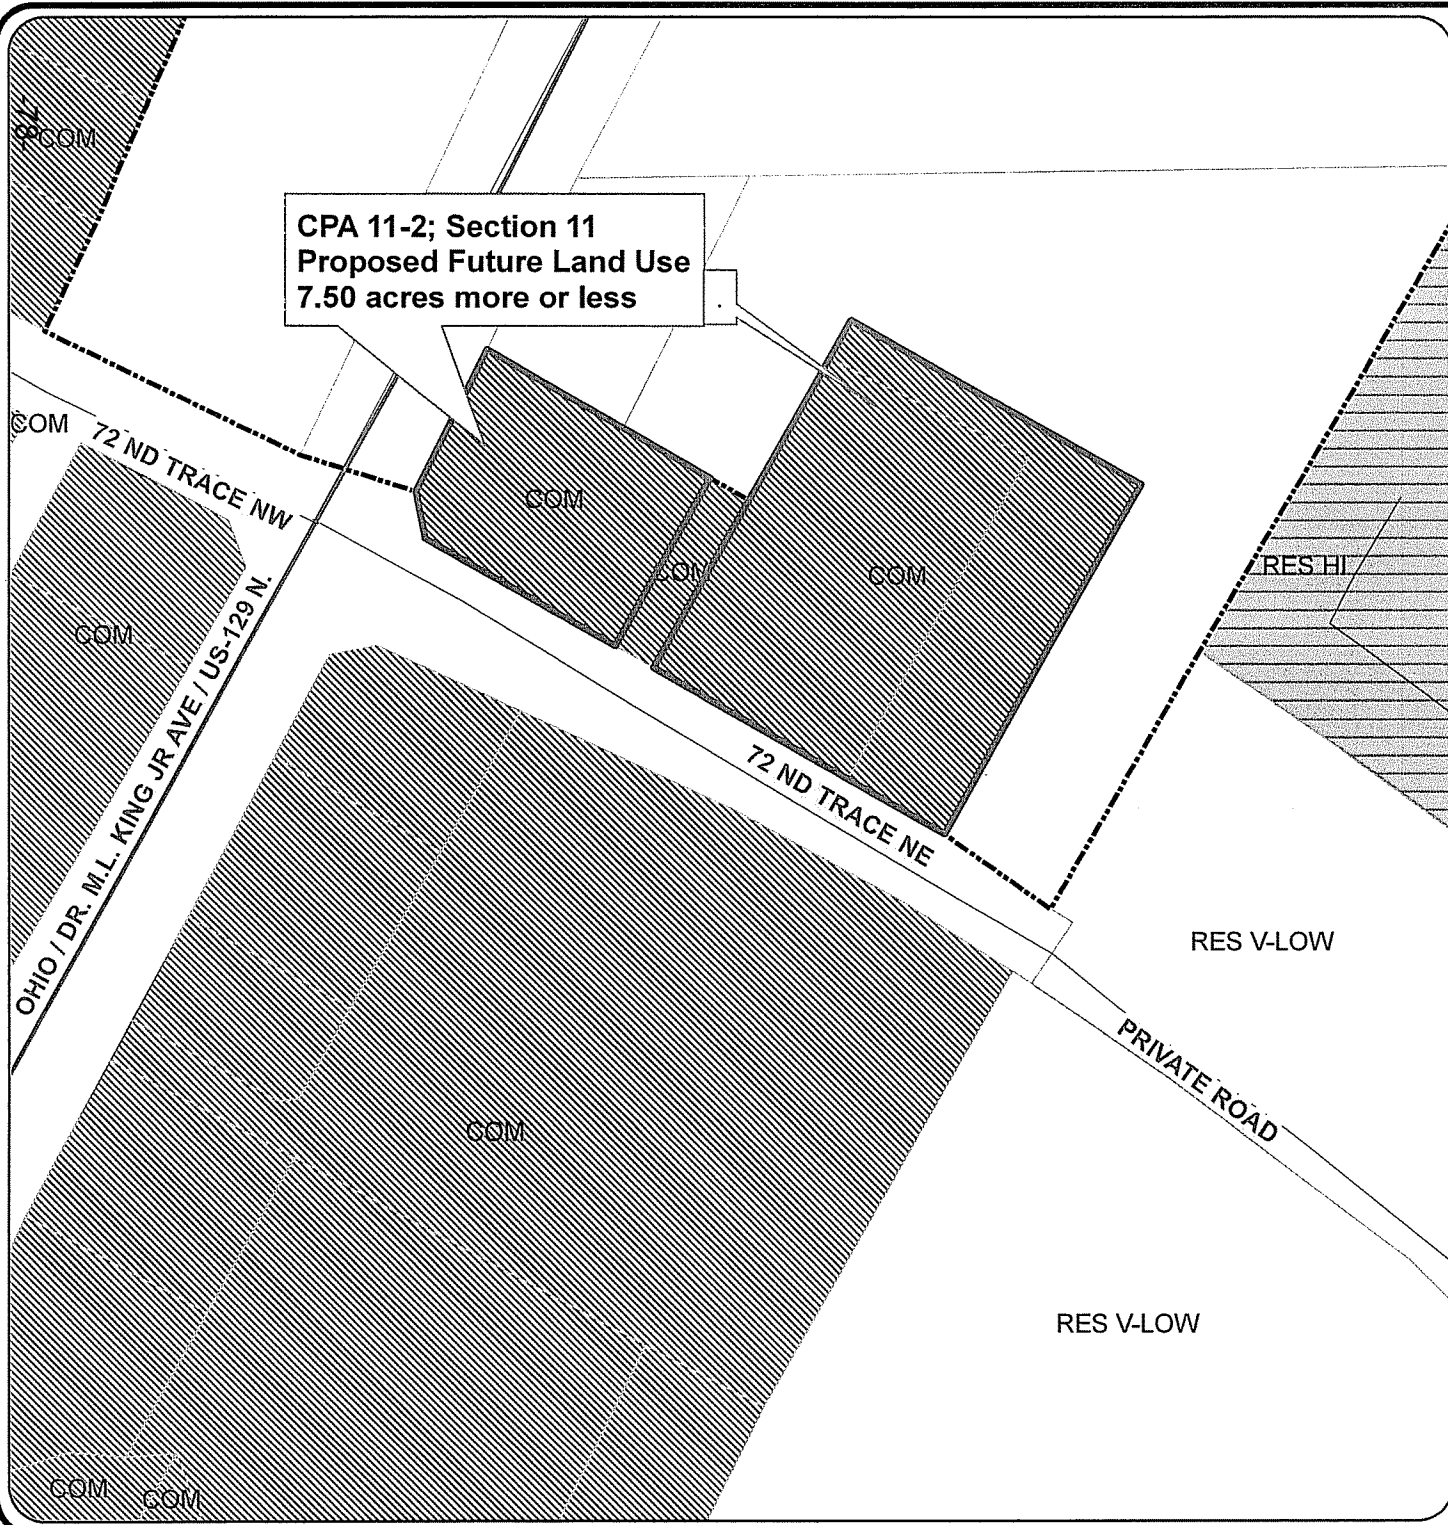 -78-
COM
CPA 11-2; Section 11
Proposed Future Land Use
7.50 acres more or less
.
COM
72 ND TRACE NW
COM
COM
COM
RES HI
COM
OHIO / DR. M.L. KING JR AVE / US-129 N.
72 ND TRACE NE
RES V-LOW
PRIVATE ROAD
COM
RES V-LOW
COM
COM